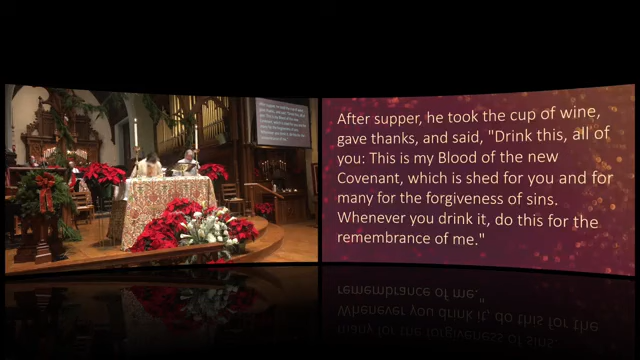 After supper, he took the cup of wine,
gave thanks, and said, "Drink this, all of
you: This is my Blood of the new
Covenant, which is shed for you and for
many for the forgiveness of sins.
Whenever you drink it, do this for the
remembrance of me."